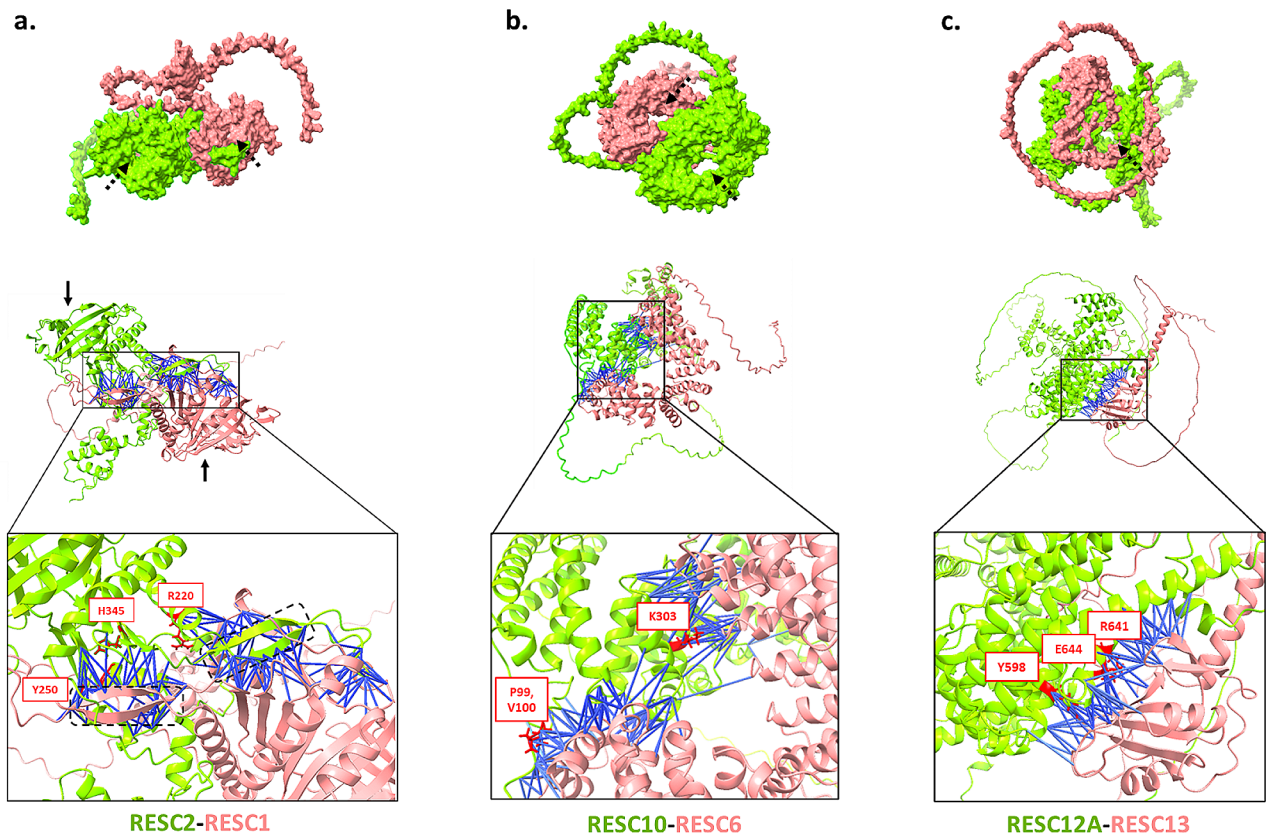 a.
b.
c.
H345
R220
Y250
K303
P99,
V100
R641
E644
Y598
RESC2-RESC1
RESC10-RESC6
RESC12A-RESC13